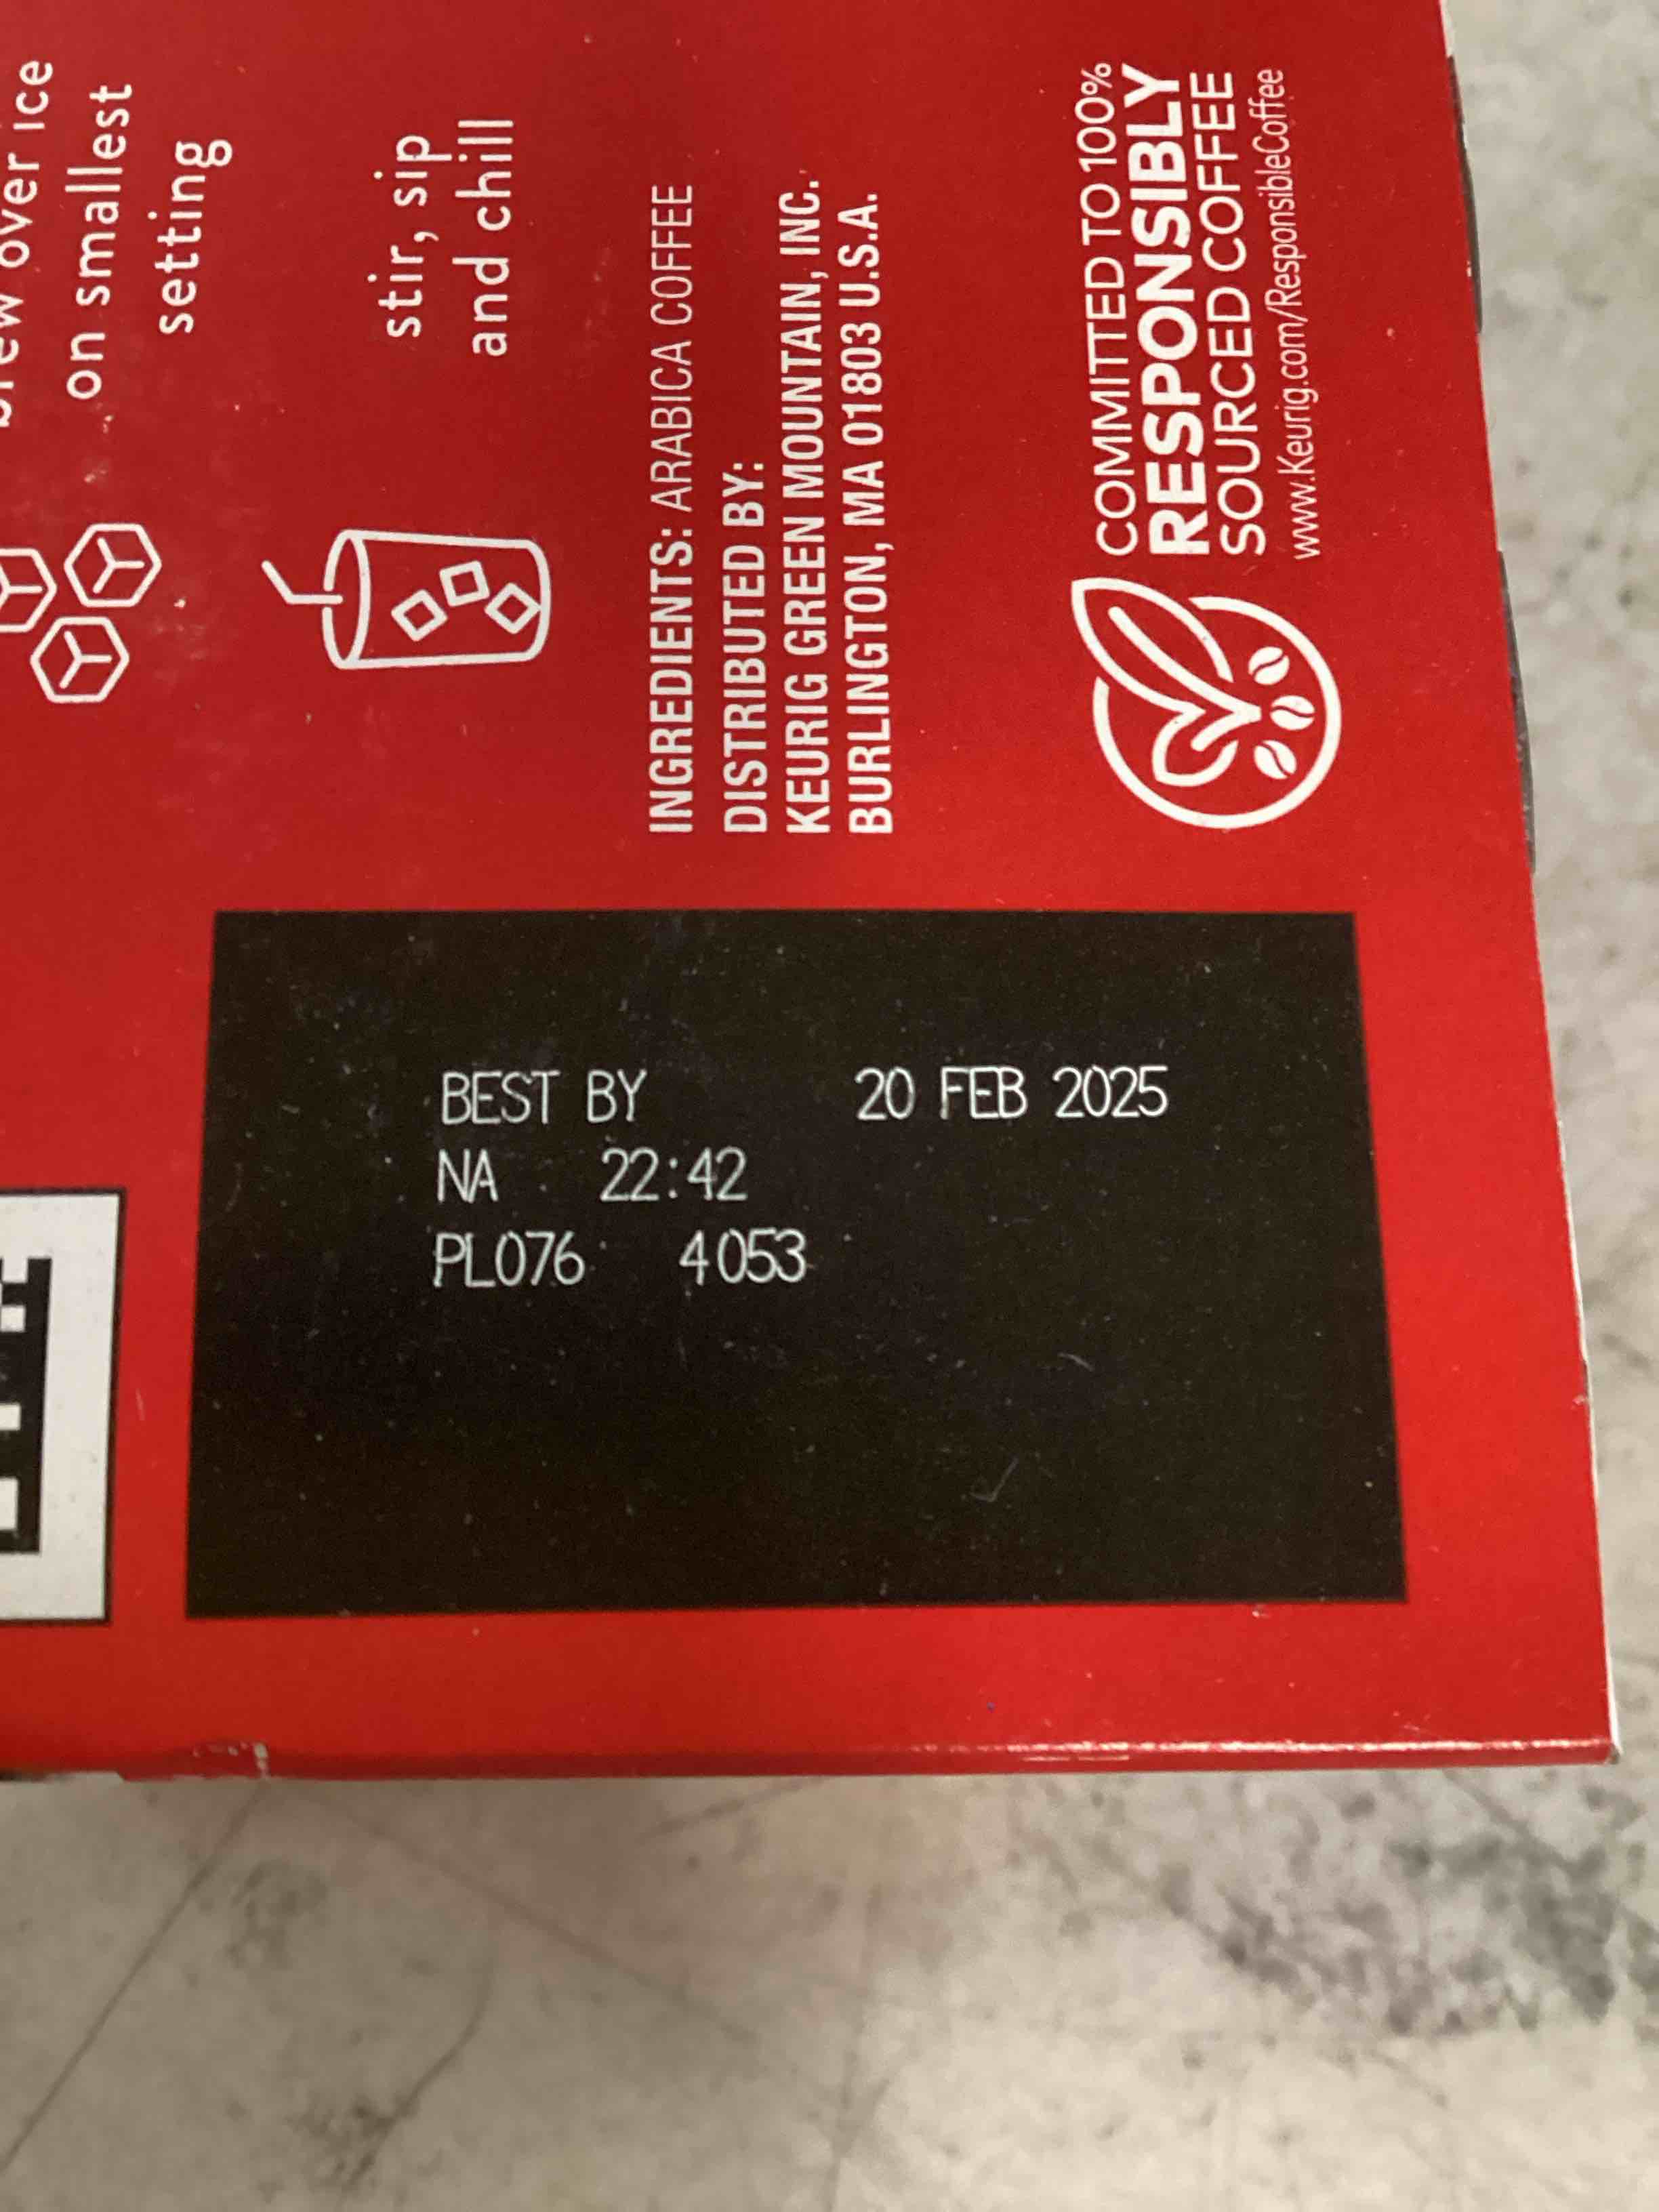 over ice
on smallest
setting
stir, sip
and chill
INGREDIENTS: ARABICA COFFEE
DISTRIBUTED BY:
KEURIG GREEN MOUNTAIN, INC.
BURLINGTON, MA 01803 U.S.A.
COMMITTED TO 100%
RESPONSIBLY
SOURCED COFFEE
www.Keurig.com/ResponsibleCoffee
BEST BY 20 FEB 2025
NA 22:42
PL076 4053